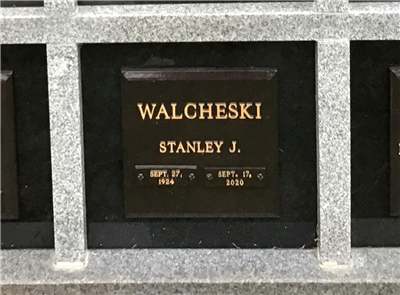 WALCHESKI
STANLEY J.
SEPT. 27, SEPT. 17,
1924 2020